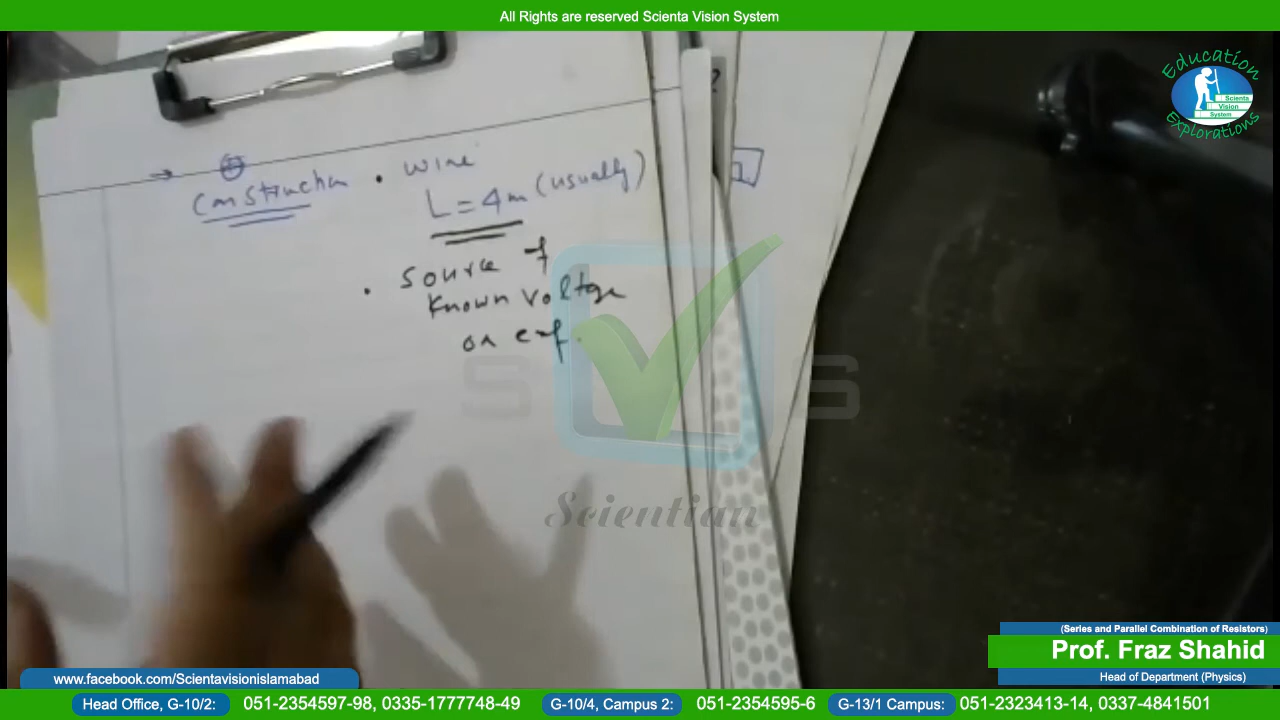 All Rights are reserved Scienta Vision System
Education
Scienta
Vision
System
Explorations
Construction . wire
L = 4m (usually)
. Source of
Known voltage
or emf.
S S
Scientian
(Series and Parallel Combination of Resistors)
Prof. Fraz Shahid
Head of Department (Physics)
www.facebook.com/Scientavisionislamabad
Head Office, G-10/2: 051-2354597-98, 0335-1777748-49 G-10/4, Campus 2: 051-2354595-6 G-13/1 Campus: 051-2323413-14, 0337-4841501